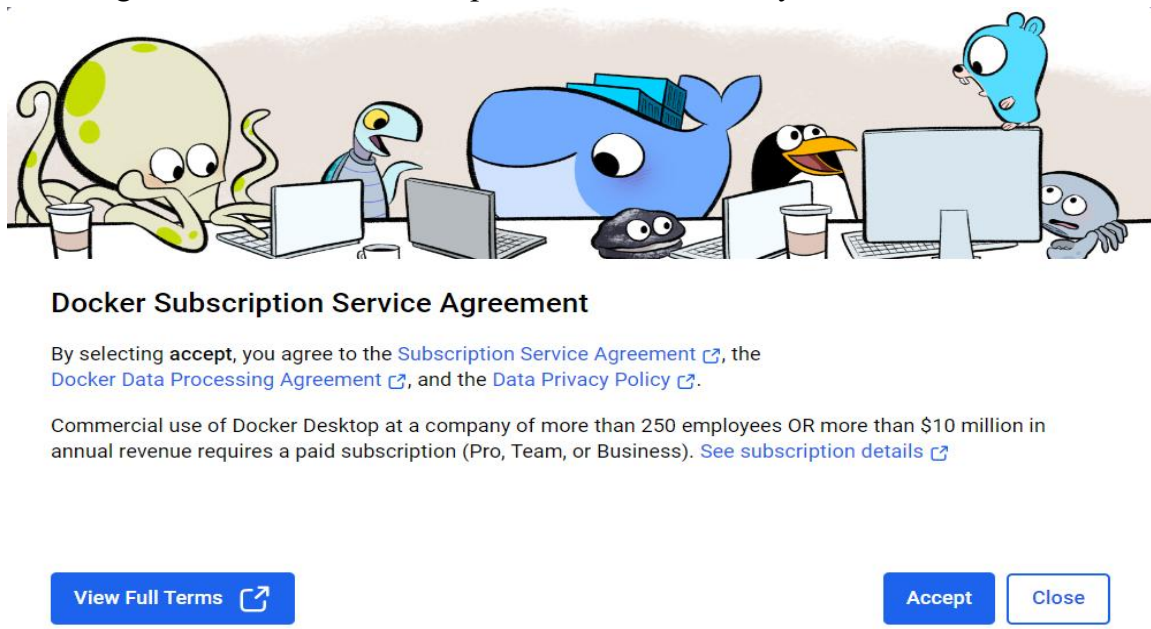 Docker Subscription Service Agreement
By selecting accept, you agree to the Subscription Service Agreement, the
Docker Data Processing Agreement, and the Data Privacy Policy.
Commercial use of Docker Desktop at a company of more than 250 employees OR more than $10 million in
annual revenue requires a paid subscription (Pro, Team, or Business). See subscription details
View Full Terms
Accept
Close